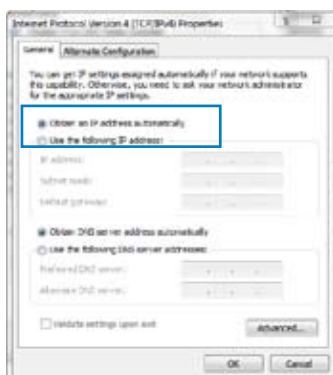 Internet Protocol Version 4 (TCP/IPv4) Properties
General
Alternate Configuration
You can get IP settings assigned automatically if your network supports
this capability. Otherwise, you need to ask your network administrator
for the appropriate IP settings.
Obtain an IP address automatically
Use the following IP address:
IP address:
Subnet mask:
Default gateway:
Obtain DNS server address automatically
Use the following DNS server addresses:
Preferred DNS server:
Alternate DNS server:
Validate settings upon exit
Advanced...
OK
Cancel